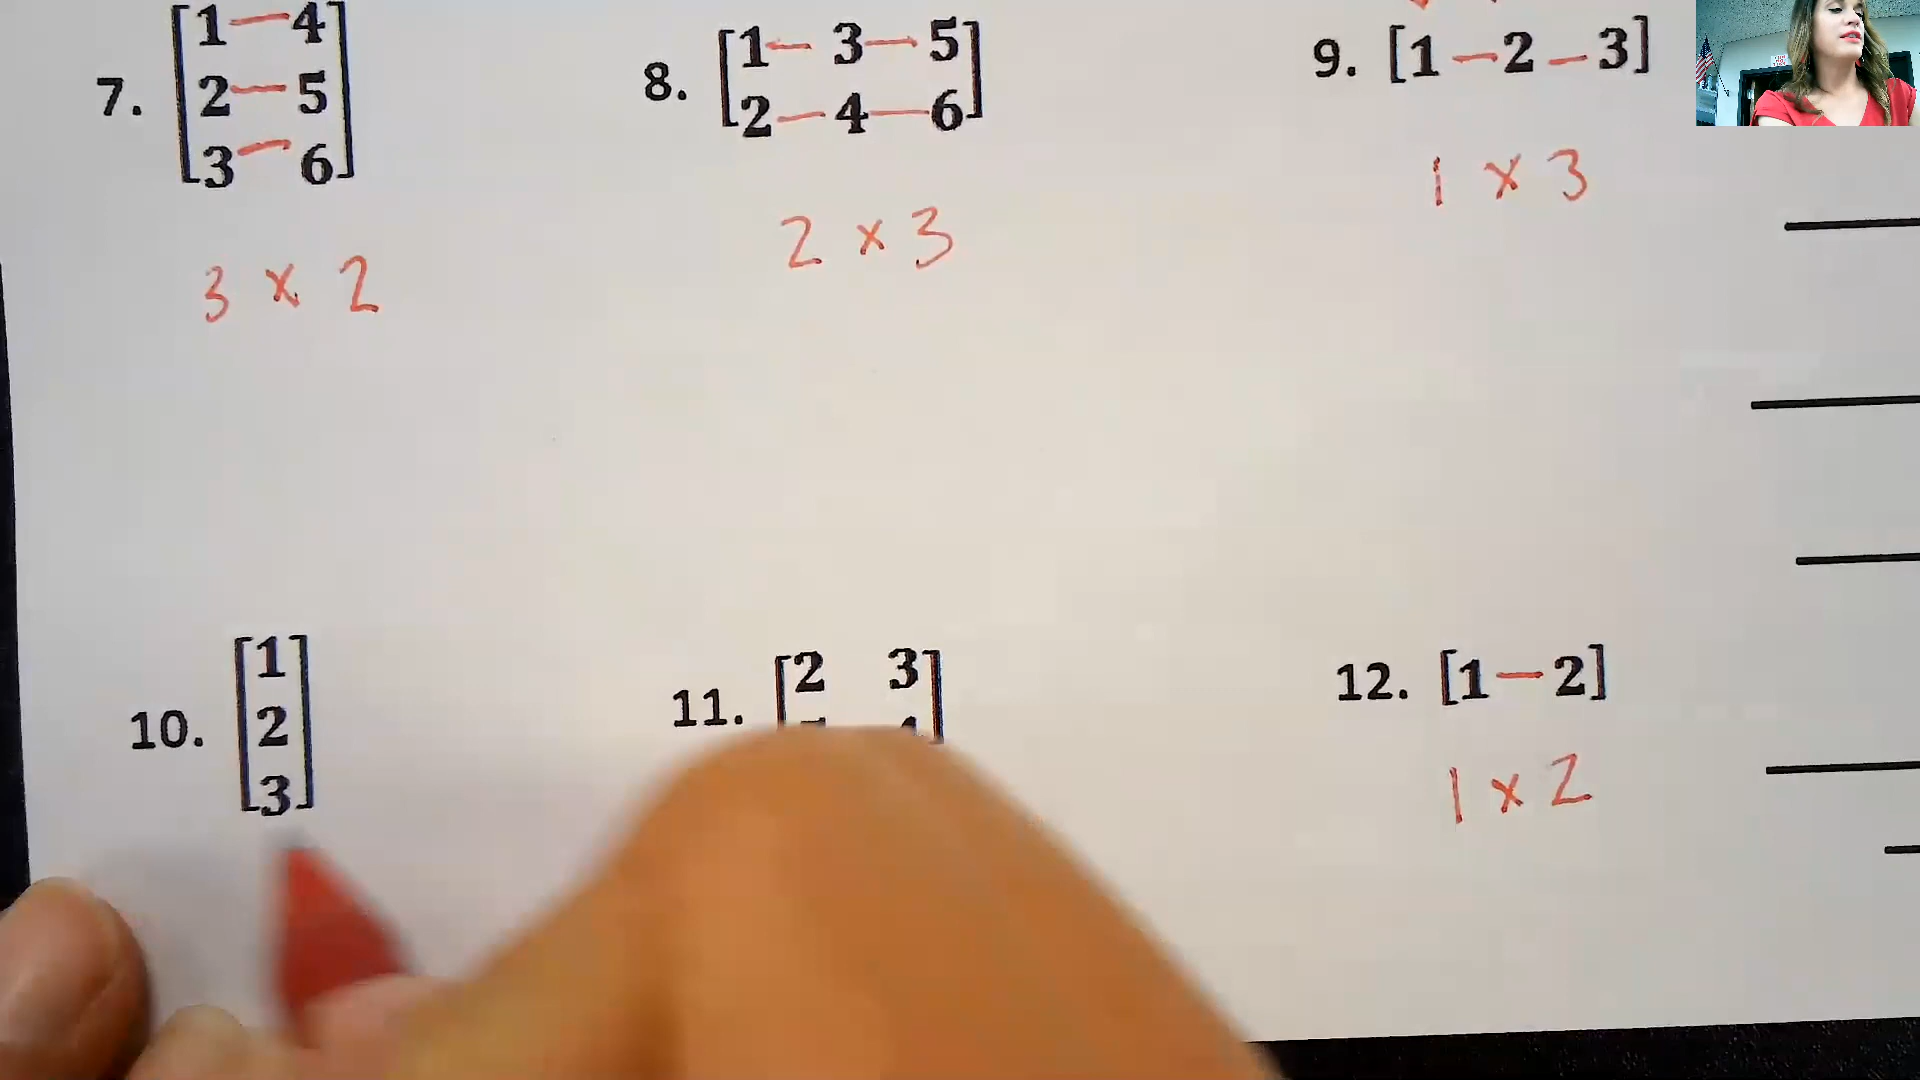 7. [1 — 4]
[2 — 5]
[3 — 6]
3 x 2
8. [1 — 3 — 5]
[2 — 4 — 6]
2 x 3
9. [1 — 2 — 3]
1 x 3
10. [1]
[2]
[3]
11. [2 3]
12. [1 — 2]
1 x 2